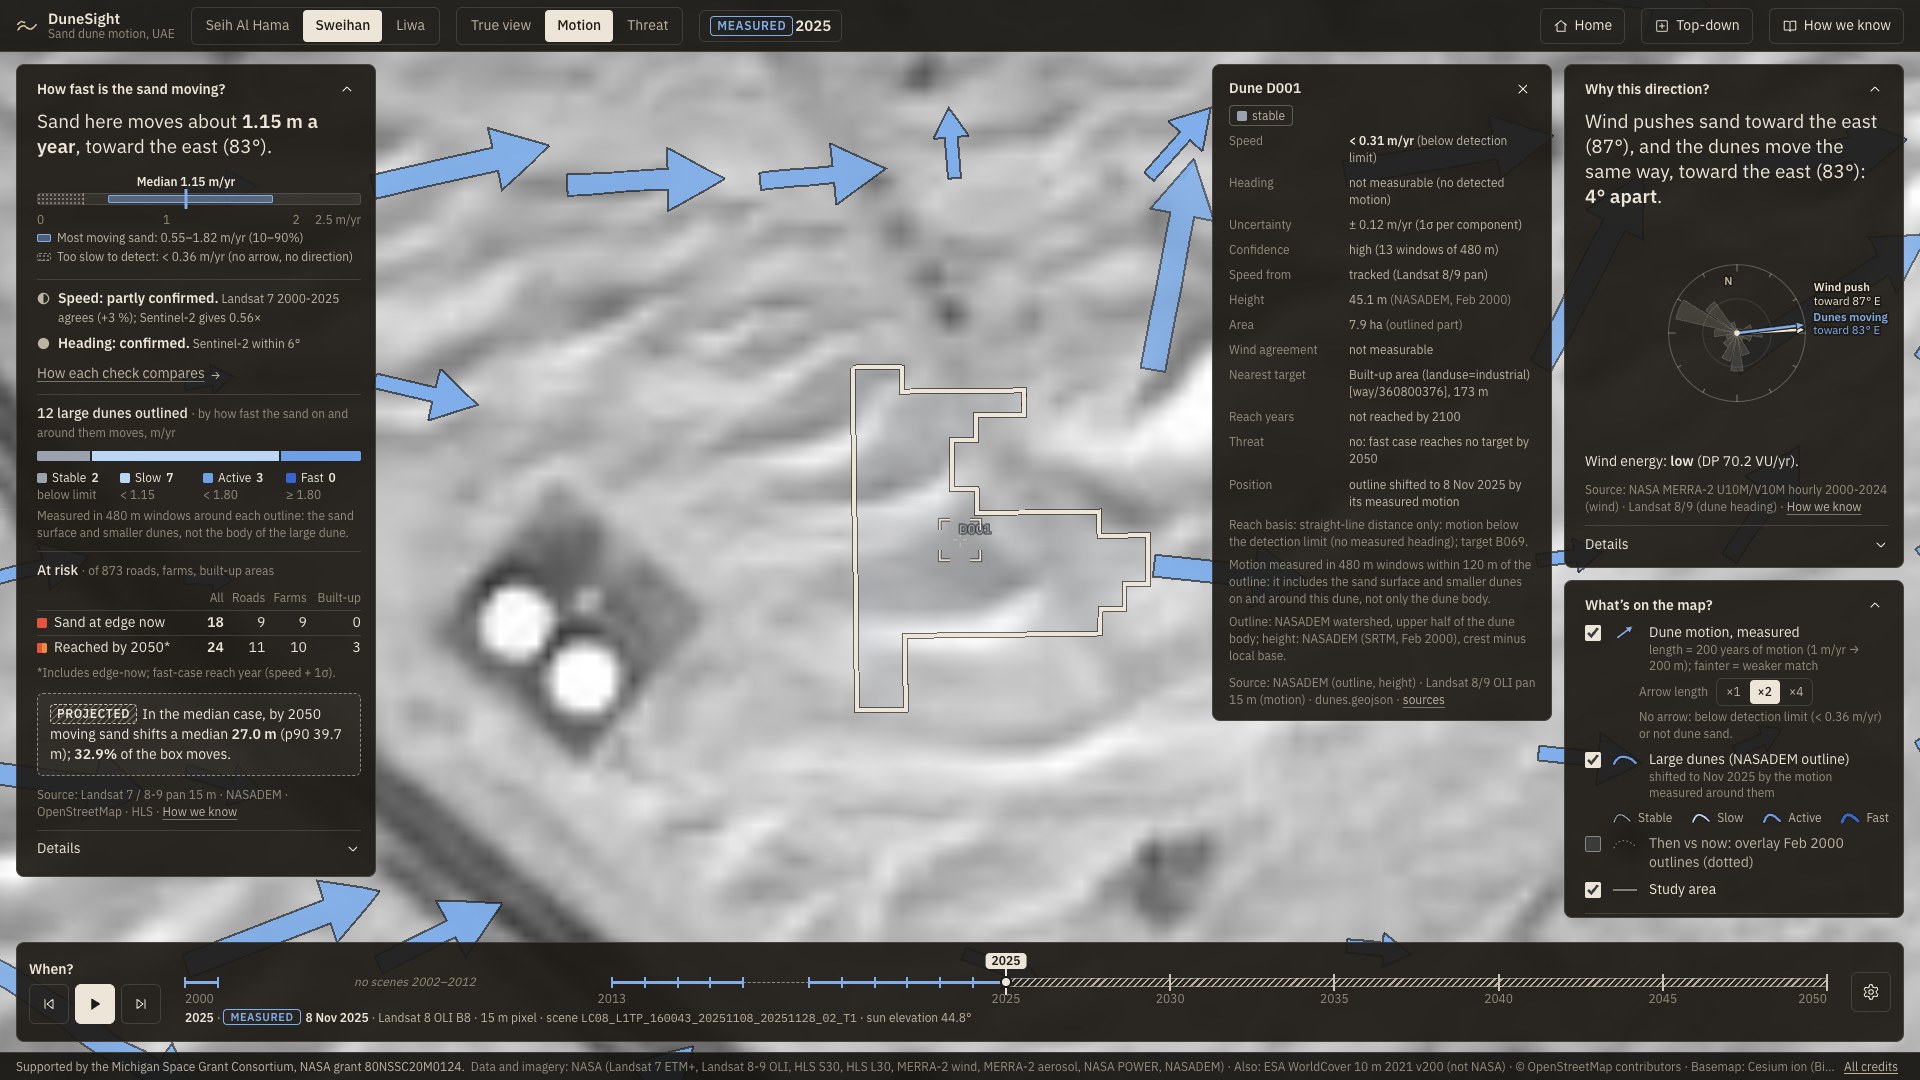 DuneSight
Sand dune motion, UAE
Seih Al Hama
Sweihan
Liwa
True view
Motion
Threat
MEASURED 2025
Home
Top-down
How we know
How fast is the sand moving?
Sand here moves about 1.15 m a
year, toward the east (83°).
Median 1.15 m/yr
0 1 2 2.5 m/yr
Most moving sand: 0.55–1.82 m/yr (10–90%)
Too slow to detect: < 0.36 m/yr (no arrow, no direction)
Speed: partly confirmed. Landsat 7 2000-2025
agrees (+3 %); Sentinel-2 gives 0.56×
Heading: confirmed. Sentinel-2 within 6°
How each check compares →
12 large dunes outlined · by how fast the sand on and
around them moves, m/yr
Stable 2 Slow 7 Active 3 Fast 0
below limit < 1.15 < 1.80 ≥ 1.80
Measured in 480 m windows around each outline: the sand
surface and smaller dunes, not the body of the large dune.
At risk · of 873 roads, farms, built-up areas
All Roads Farms Built-up
Sand at edge now 18 9 9 0
Reached by 2050* 24 11 10 3
*Includes edge-now; fast-case reach year (speed + 1σ).
PROJECTED In the median case, by 2050
moving sand shifts a median 27.0 m (p90 39.7
m); 32.9% of the box moves.
Source: Landsat 7 / 8-9 pan 15 m · NASADEM ·
OpenStreetMap · HLS · How we know
Details
D001
Dune D001
stable
Speed < 0.31 m/yr (below detection
limit)
Heading not measurable (no detected
motion)
Uncertainty ± 0.12 m/yr (1σ per component)
Confidence high (13 windows of 480 m)
Speed from tracked (Landsat 8/9 pan)
Height 45.1 m (NASADEM, Feb 2000)
Area 7.9 ha (outlined part)
Wind agreement not measurable
Nearest target Built-up area (landuse=industrial)
[way/360800376], 173 m
Reach years not reached by 2100
Threat no: fast case reaches no target by
2050
Position outline shifted to 8 Nov 2025 by
its measured motion
Reach basis: straight-line distance only: motion below
the detection limit (no measured heading); target B069.
Motion measured in 480 m windows within 120 m of the
outline: it includes the sand surface and smaller dunes
on and around this dune, not only the dune body.
Outline: NASADEM watershed, upper half of the dune
body; height: NASADEM (SRTM, Feb 2000), crest minus
local base.
Source: NASADEM (outline, height) · Landsat 8/9 OLI pan
15 m (motion) · dunes.geojson · sources
Why this direction?
Wind pushes sand toward the east
(87°), and the dunes move the
same way, toward the east (83°):
4° apart.
N
Wind push
toward 87° E
Dunes moving
toward 83° E
Wind energy: low (DP 70.2 VU/yr).
Source: NASA MERRA-2 U10M/V10M hourly 2000-2024
(wind) · Landsat 8/9 (dune heading) · How we know
Details
What's on the map?
Dune motion, measured
length = 200 years of motion (1 m/yr →
200 m); fainter = weaker match
Arrow length ×1 ×2 ×4
No arrow: below detection limit (< 0.36 m/yr)
or not dune sand.
Large dunes (NASADEM outline)
shifted to Nov 2025 by the motion
measured around them
Stable Slow Active Fast
Then vs now: overlay Feb 2000
outlines (dotted)
Study area
When?
2025
no scenes 2002–2012
2000 2013 2025 2030 2035 2040 2045 2050
2025 · MEASURED 8 Nov 2025 · Landsat 8 OLI B8 · 15 m pixel · scene LC08_L1TP_160043_20251108_20251128_02_T1 · sun elevation 44.8°
Supported by the Michigan Space Grant Consortium, NASA grant 80NSSC20M0124. Data and imagery: NASA (Landsat 7 ETM+, Landsat 8-9 OLI, HLS S30, HLS L30, MERRA-2 wind, MERRA-2 aerosol, NASA POWER, NASADEM) · Also: ESA WorldCover 10 m 2021 v200 (not NASA) · © OpenStreetMap contributors · Basemap: Cesium ion (Bi... All credits